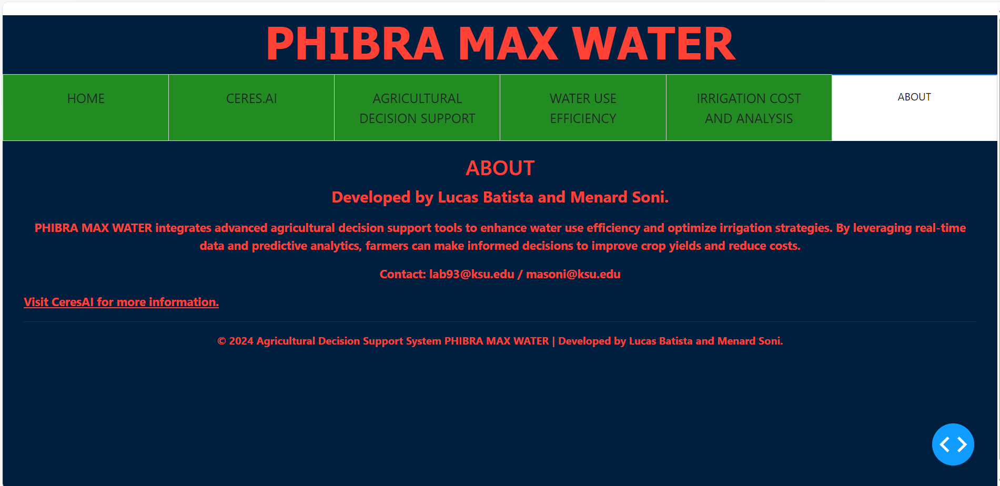 PHIBRA MAX WATER
HOME
CERES.AI
AGRICULTURAL
DECISION SUPPORT
WATER USE
EFFICIENCY
IRRIGATION COST
AND ANALYSIS
ABOUT
ABOUT
Developed by Lucas Batista and Menard Soni.
PHIBRA MAX WATER integrates advanced agricultural decision support tools to enhance water use efficiency and optimize irrigation strategies. By leveraging real-time
data and predictive analytics, farmers can make informed decisions to improve crop yields and reduce costs.
Contact: lab93@ksu.edu / masoni@ksu.edu
Visit CeresAI for more information.
© 2024 Agricultural Decision Support System PHIBRA MAX WATER | Developed by Lucas Batista and Menard Soni.